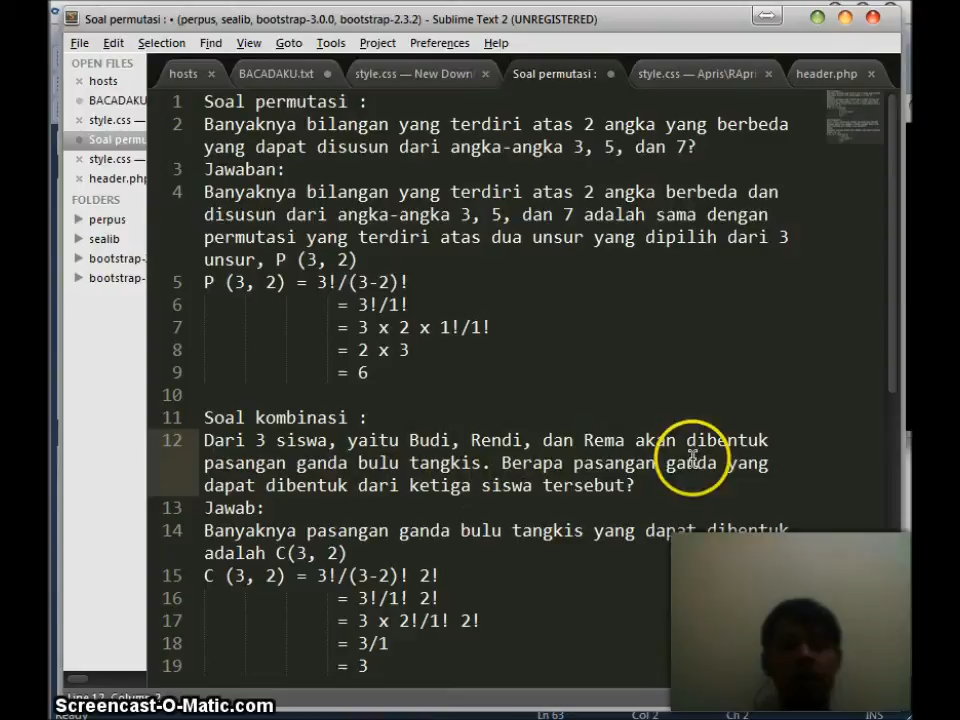 Soal permutasi : • (perpus, sealib, bootstrap-3.0.0, bootstrap-2.3.2) - Sublime Text 2 (UNREGISTERED)
File Edit Selection Find View Goto Tools Project Preferences Help
OPEN FILES
hosts
BACADAKU
style.css —
Soal permu
style.css —
header.php
FOLDERS
perpus
sealib
bootstrap-
bootstrap-
hosts BACADAKU.txt style.css — New Down Soal permutasi : style.css — Apris\RApri header.php
1 Soal permutasi :
2 Banyaknya bilangan yang terdiri atas 2 angka yang berbeda
yang dapat disusun dari angka-angka 3, 5, dan 7?
3 Jawaban:
4 Banyaknya bilangan yang terdiri atas 2 angka berbeda dan
disusun dari angka-angka 3, 5, dan 7 adalah sama dengan
permutasi yang terdiri atas dua unsur yang dipilih dari 3
unsur, P (3, 2)
5 P (3, 2) = 3!/(3-2)!
6 = 3!/1!
7 = 3 x 2 x 1!/1!
8 = 2 x 3
9 = 6
10
11 Soal kombinasi :
12 Dari 3 siswa, yaitu Budi, Rendi, dan Rema akan dibentuk
pasangan ganda bulu tangkis. Berapa pasangan ganda yang
dapat dibentuk dari ketiga siswa tersebut?
13 Jawab:
14 Banyaknya pasangan ganda bulu tangkis yang dapat dibentuk
adalah C(3, 2)
15 C (3, 2) = 3!/(3-2)! 2!
16 = 3!/1! 2!
17 = 3 x 2!/1! 2!
18 = 3/1
19 = 3
Screencast-O-Matic.com
Ready Ln 63 Col 2 Ch 2 INS